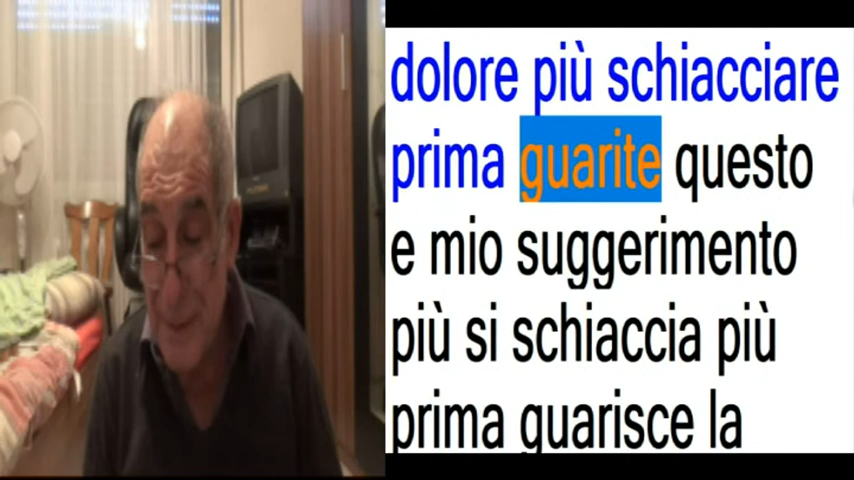 dolore più schiacciare
prima guarite questo
e mio suggerimento
più si schiaccia più
prima guarisce la